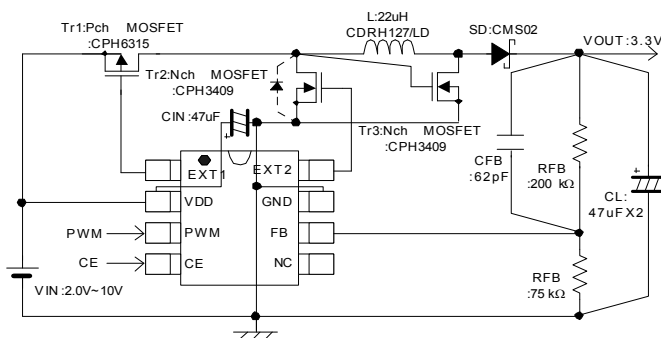 L:22uH
Tr1:Pch MOSFET
:CPH6315
CDRH127/LD
SD:CMS02
VOUT:3.3V
Tr2:Nch MOSFET
:CPH3409
CIN:47uF
+
Tr3:Nch MOSFET
:CPH3409
CFB
:62pF
RFB
:200 kΩ
+
CL:
47uFX2
EXT1
EXT2
VDD
GND
PWM
PWM
FB
CE
CE
NC
VIN:2.0V~10V
RFB
:75 kΩ